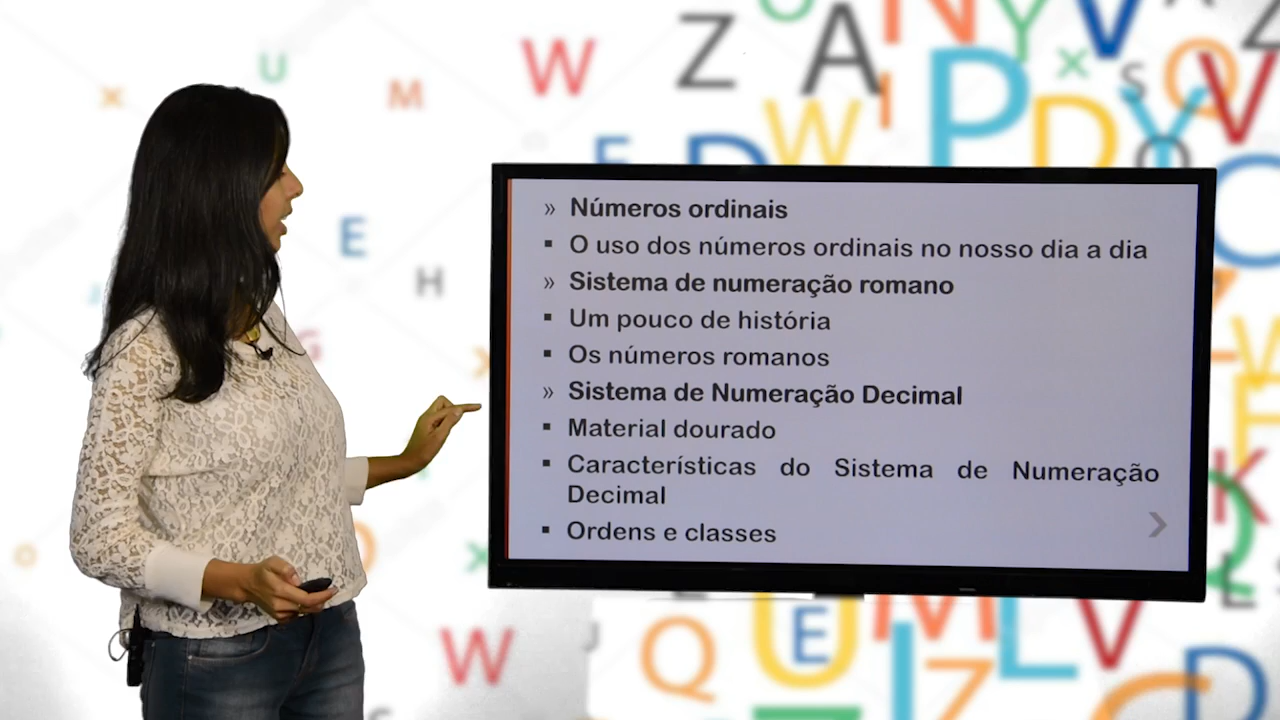 » Números ordinais
▪ O uso dos números ordinais no nosso dia a dia
» Sistema de numeração romano
▪ Um pouco de história
▪ Os números romanos
» Sistema de Numeração Decimal
▪ Material dourado
▪ Características do Sistema de Numeração
Decimal
▪ Ordens e classes